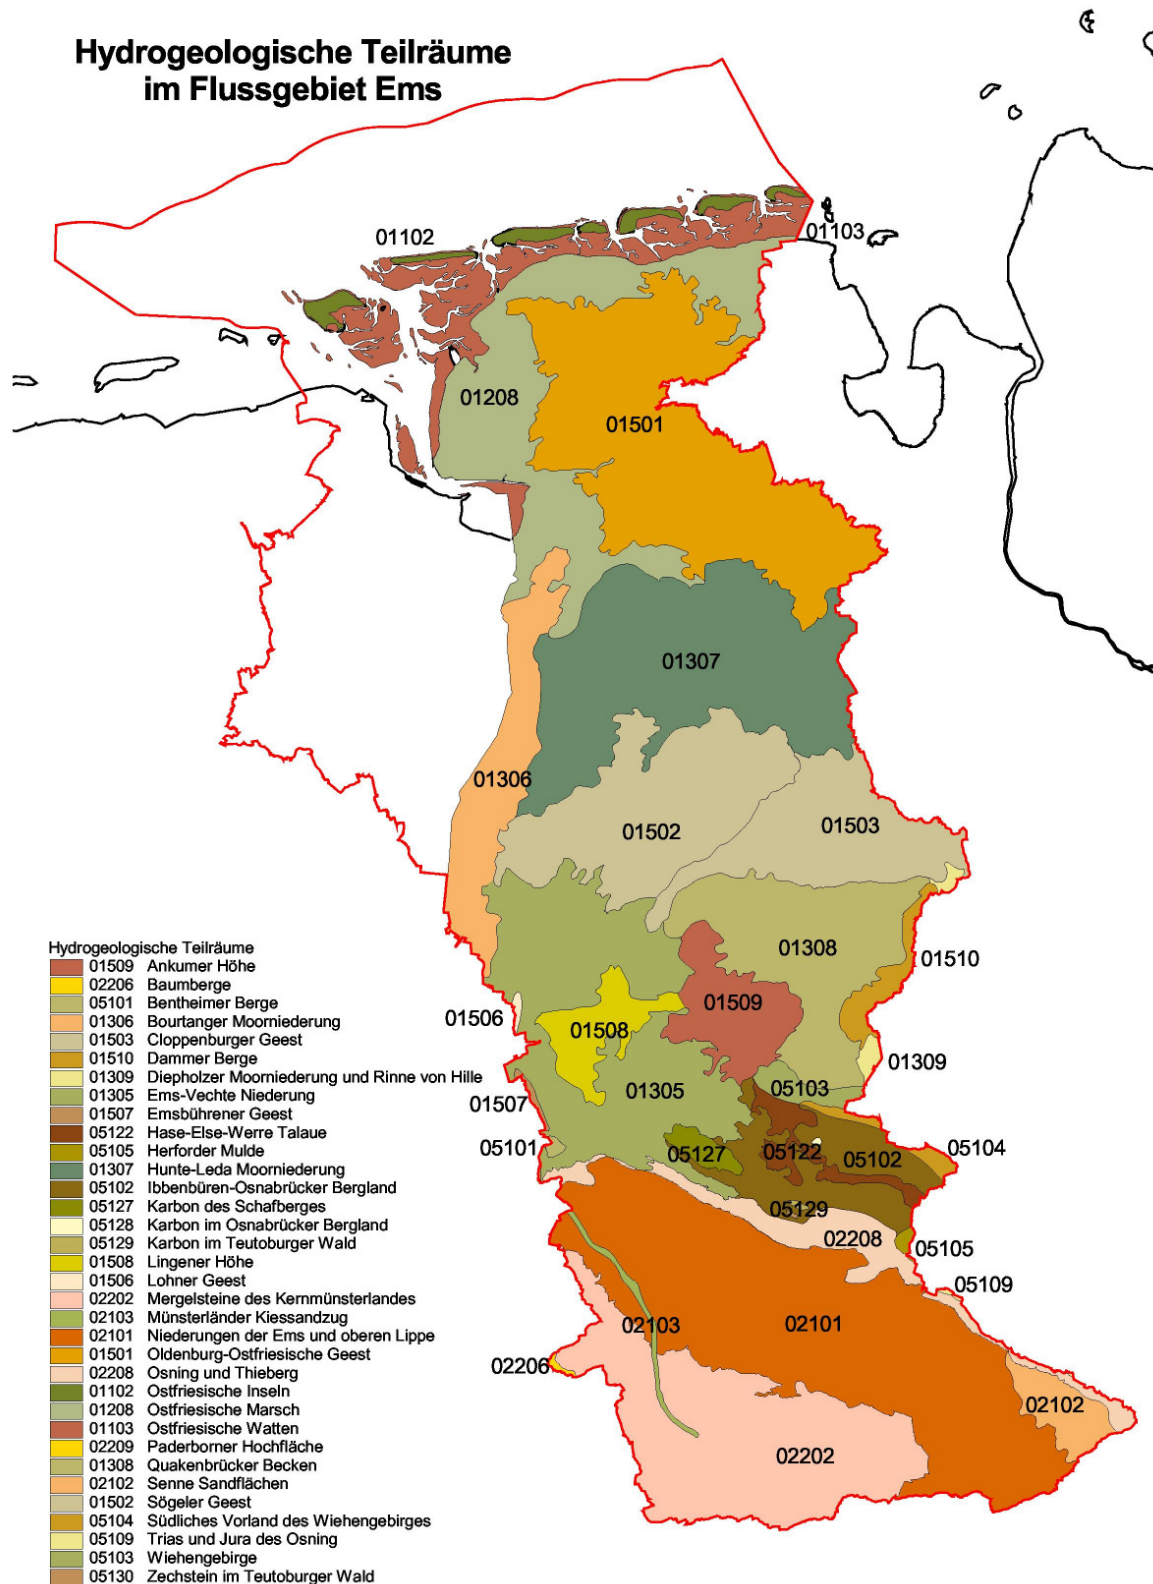 Hydrogeologische Teilräume
im Flussgebiet Ems
01102
01103
01208
01501
01307
01306
01502
01503
01308
01510
01509
01506
01508
01309
01305
05103
01507
05101
05127
05122
05102
05104
05129
02208
05105
05109
02103
02101
02206
02102
02202
Hydrogeologische Teilräume
01509 Ankumer Höhe
02206 Baumberge
05101 Bentheimer Berge
01306 Bourtanger Moorniederung
01503 Cloppenburger Geest
01510 Dammer Berge
01309 Diepholzer Moorniederung und Rinne von Hille
01305 Ems-Vechte Niederung
01507 Emsbührener Geest
05122 Hase-Else-Werre Talaue
05105 Herforder Mulde
01307 Hunte-Leda Moorniederung
05102 Ibbenbüren-Osnabrücker Bergland
05127 Karbon des Schafberges
05128 Karbon im Osnabrücker Bergland
05129 Karbon im Teutoburger Wald
01508 Lingener Höhe
01506 Lohner Geest
02202 Mergelsteine des Kernmünsterlandes
02103 Münsterländer Kiessandzug
02101 Niederungen der Ems und oberen Lippe
01501 Oldenburg-Ostfriesische Geest
02208 Osning und Thieberg
01102 Ostfriesische Inseln
01208 Ostfriesische Marsch
01103 Ostfriesische Watten
02209 Paderborner Hochfläche
01308 Quakenbrücker Becken
02102 Senne Sandflächen
01502 Sögeler Geest
05104 Südliches Vorland des Wiehengebirges
05109 Trias und Jura des Osning
05103 Wiehengebirge
05130 Zechstein im Teutoburger Wald